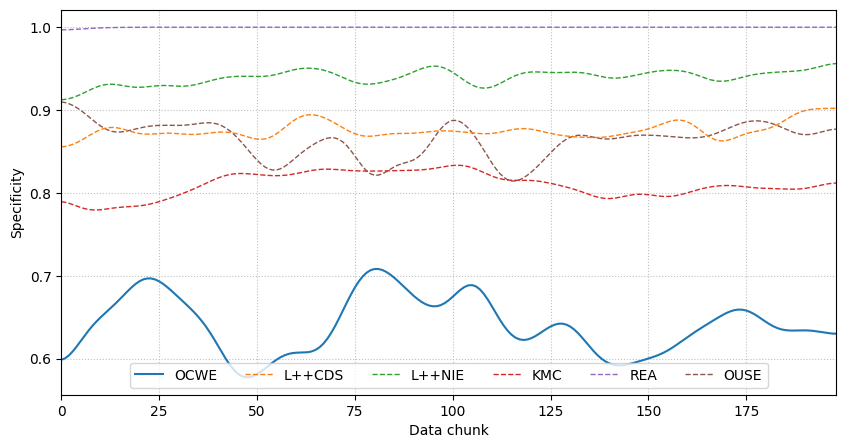 1.0
0.9
0.8
0.7
0.6
Specificity
OCWE L++CDS L++NIE KMC REA OUSE
0 25 50 75 100 125 150 175
Data chunk